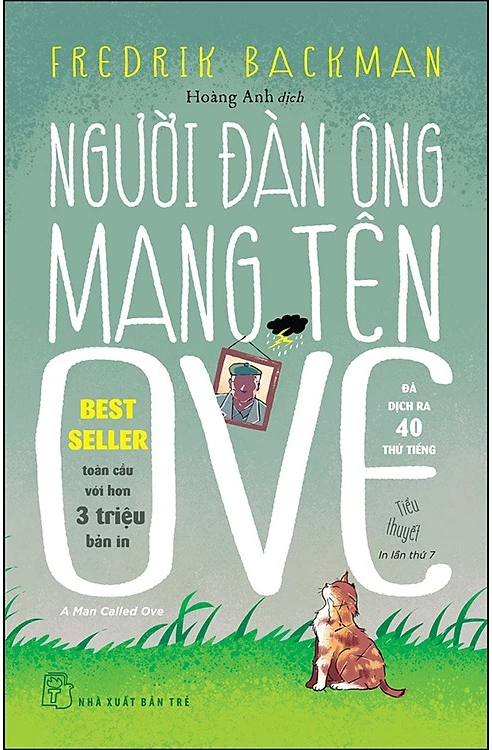 FREDRIK BACKMAN
Hoàng Anh dịch
NGƯỜI ĐÀN ÔNG
MANG TÊN
OVE
BEST
SELLER
toàn cầu
với hơn
3 triệu
bản in
ĐÃ
DỊCH RA
40
THỨ TIẾNG
Tiểu
thuyết
In lần thứ 7
A Man Called Ove
NHÀ XUẤT BẢN TRẺ